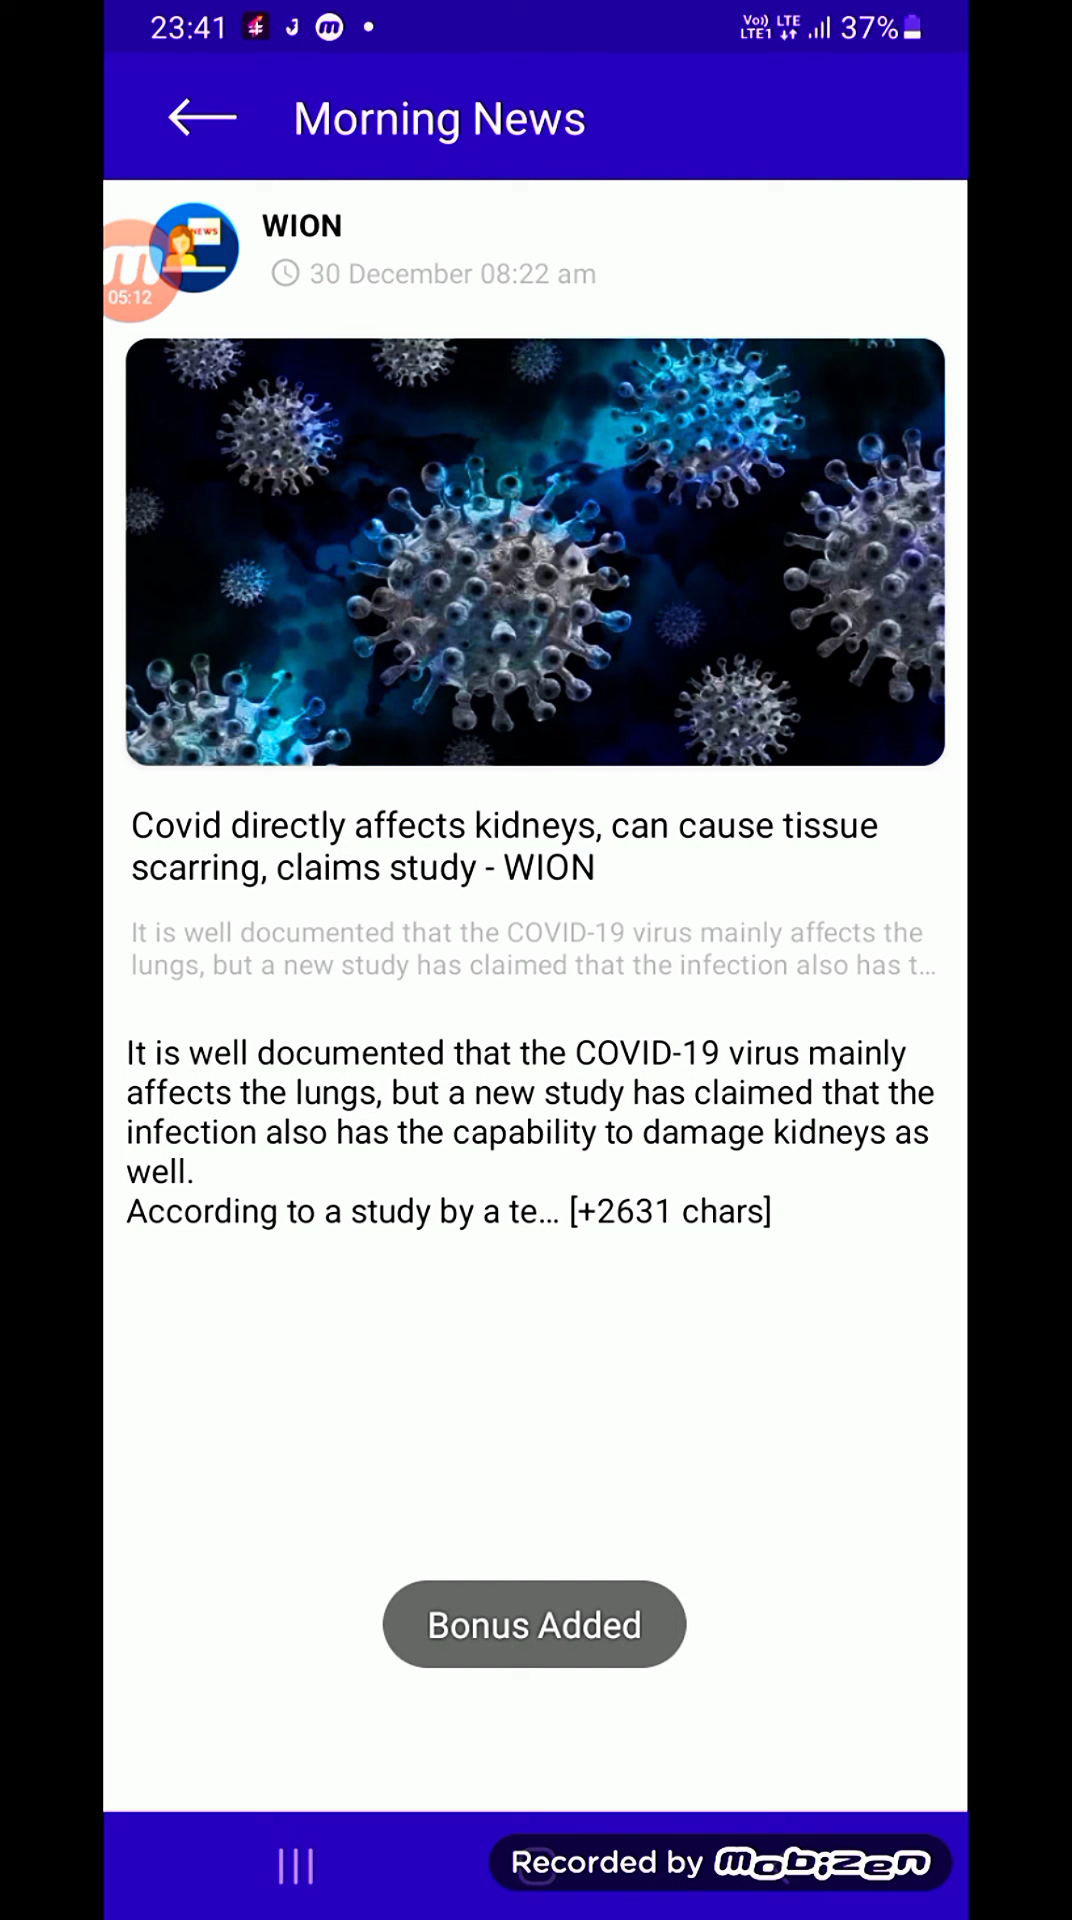 23:41
Vo)) LTE
LTE1
37%
Morning News
NEWS
WION
30 December 08:22 am
05:12
Covid directly affects kidneys, can cause tissue
scarring, claims study - WION
It is well documented that the COVID-19 virus mainly affects the
lungs, but a new study has claimed that the infection also has t...
It is well documented that the COVID-19 virus mainly
affects the lungs, but a new study has claimed that the
infection also has the capability to damage kidneys as
well.
According to a study by a te... [+2631 chars]
Bonus Added
Recorded by mobizen